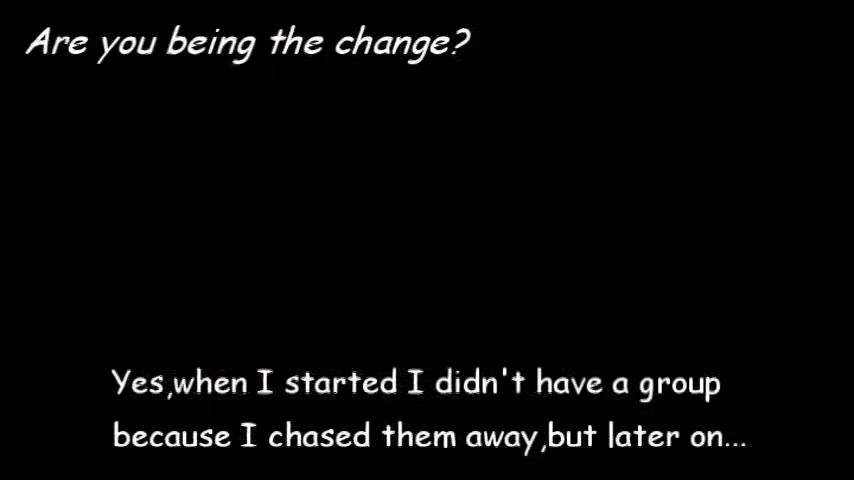 Are you being the change?
Yes,when I started I didn't have a group
because I chased them away,but later on...